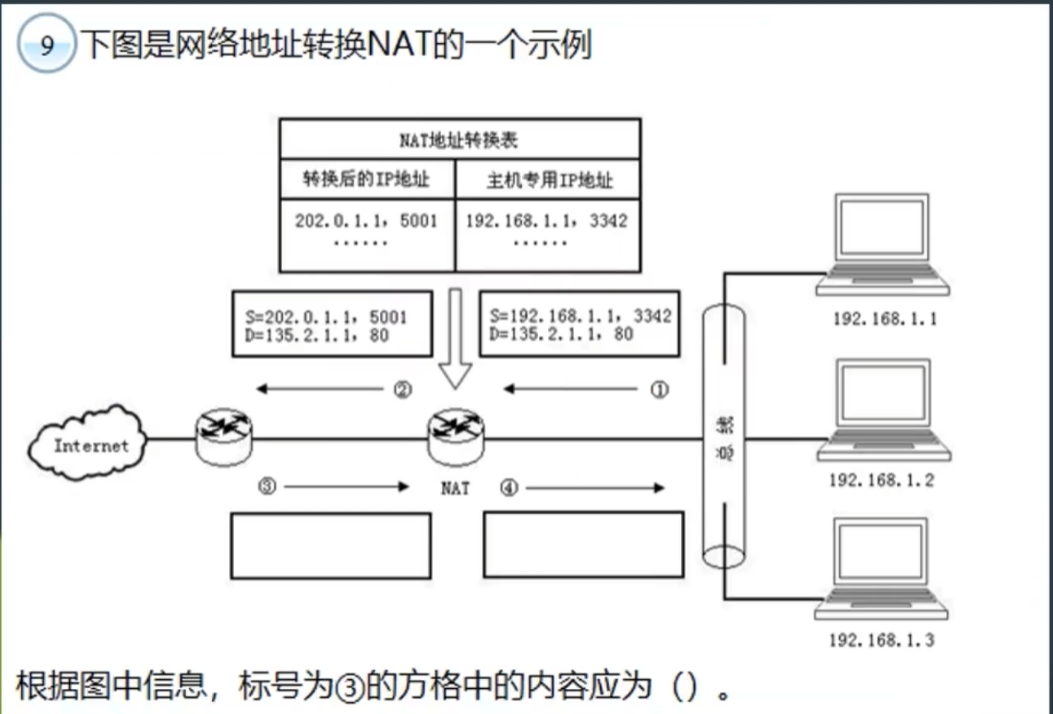 9 下图是网络地址转换NAT的一个示例
NAT地址转换表
转换后的IP地址 主机专用IP地址
202.0.1.1, 5001 192.168.1.1, 3342
...... ......
S=202.0.1.1, 5001
D=135.2.1.1, 80
S=192.168.1.1, 3342
D=135.2.1.1, 80
192.168.1.1
② ①
总线
Internet
192.168.1.2
③ NAT ④
192.168.1.3
根据图中信息，标号为③的方格中的内容应为（）。